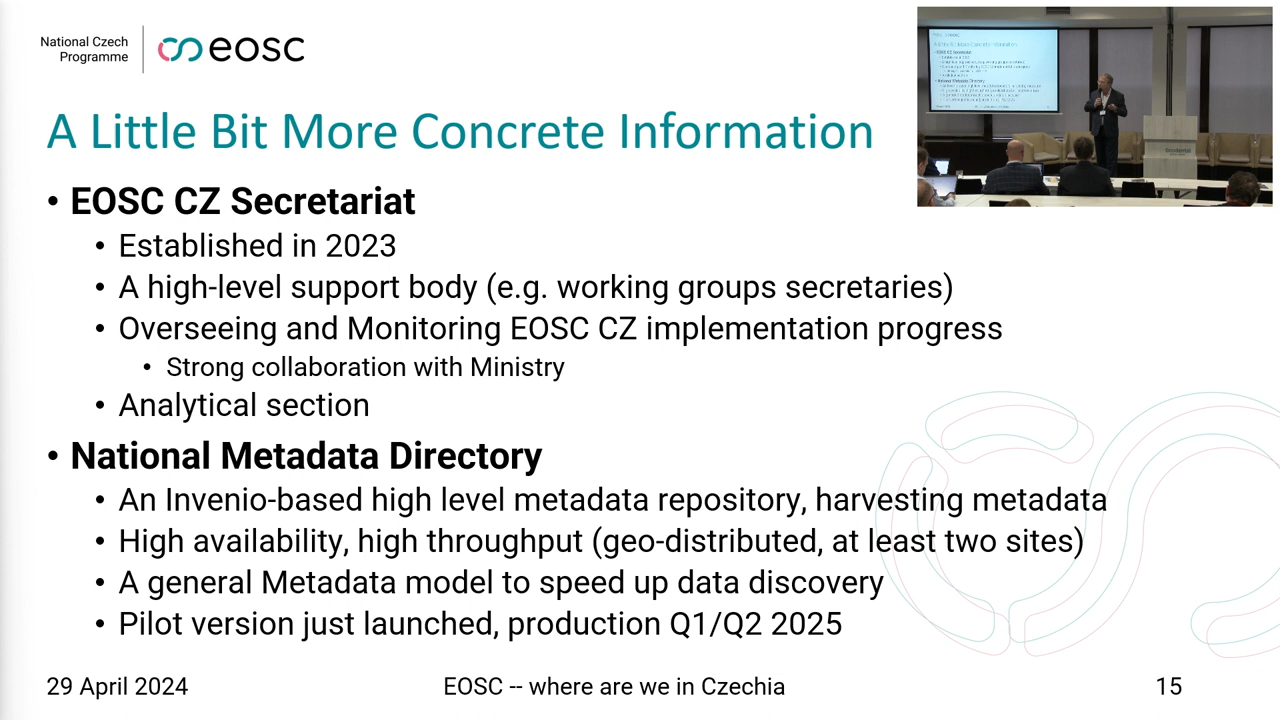 National Czech
Programme
eosc
A Little Bit More Concrete Information
• EOSC CZ Secretariat
• Established in 2023
• A high-level support body (e.g. working groups secretaries)
• Overseeing and Monitoring EOSC CZ implementation progress
• Strong collaboration with Ministry
• Analytical section
• National Metadata Directory
• An Invenio-based high level metadata repository, harvesting metadata
• High availability, high throughput (geo-distributed, at least two sites)
• A general Metadata model to speed up data discovery
• Pilot version just launched, production Q1/Q2 2025
29 April 2024
EOSC -- where are we in Czechia
15